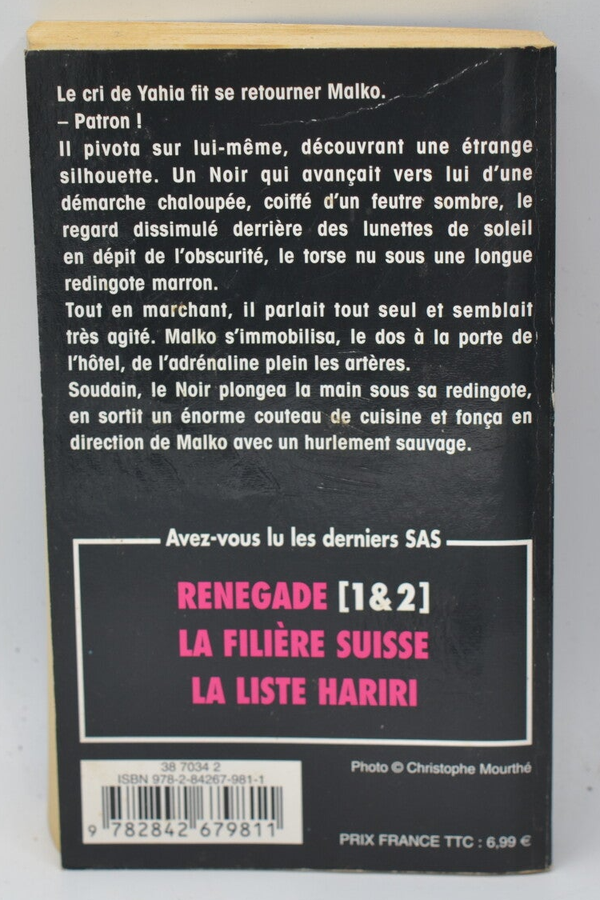 Le cri de Yahia fit se retourner Malko.
– Patron !
Il pivota sur lui-même, découvrant une étrange
silhouette. Un Noir qui avançait vers lui d'une
démarche chaloupée, coiffé d'un feutre sombre, le
regard dissimulé derrière des lunettes de soleil
en dépit de l'obscurité, le torse nu sous une longue
redingote marron.
Tout en marchant, il parlait tout seul et semblait
très agité. Malko s'immobilisa, le dos à la porte de
l'hôtel, de l'adrénaline plein les artères.
Soudain, le Noir plongea la main sous sa redingote,
en sortit un énorme couteau de cuisine et fonça en
direction de Malko avec un hurlement sauvage.
Avez-vous lu les derniers SAS
RENEGADE [1&2]
LA FILIÈRE SUISSE
LA LISTE HARIRI
38 7034 2
ISBN 978-2-84267-981-1
9 782842 679811
Photo © Christophe Mourthé
PRIX FRANCE TTC : 6,99 €